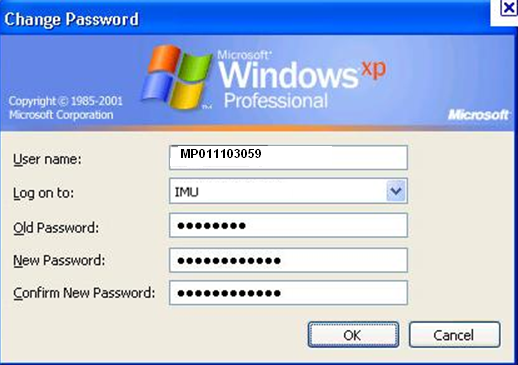 Change Password
Microsoft®
Windows xp
Professional
Copyright © 1985-2001
Microsoft Corporation
Microsoft
User name: MP011103059
Log on to: IMU
Old Password: ●●●●●●●●
New Password: ●●●●●●●●●●●●
Confirm New Password: ●●●●●●●●●●●●
OK Cancel